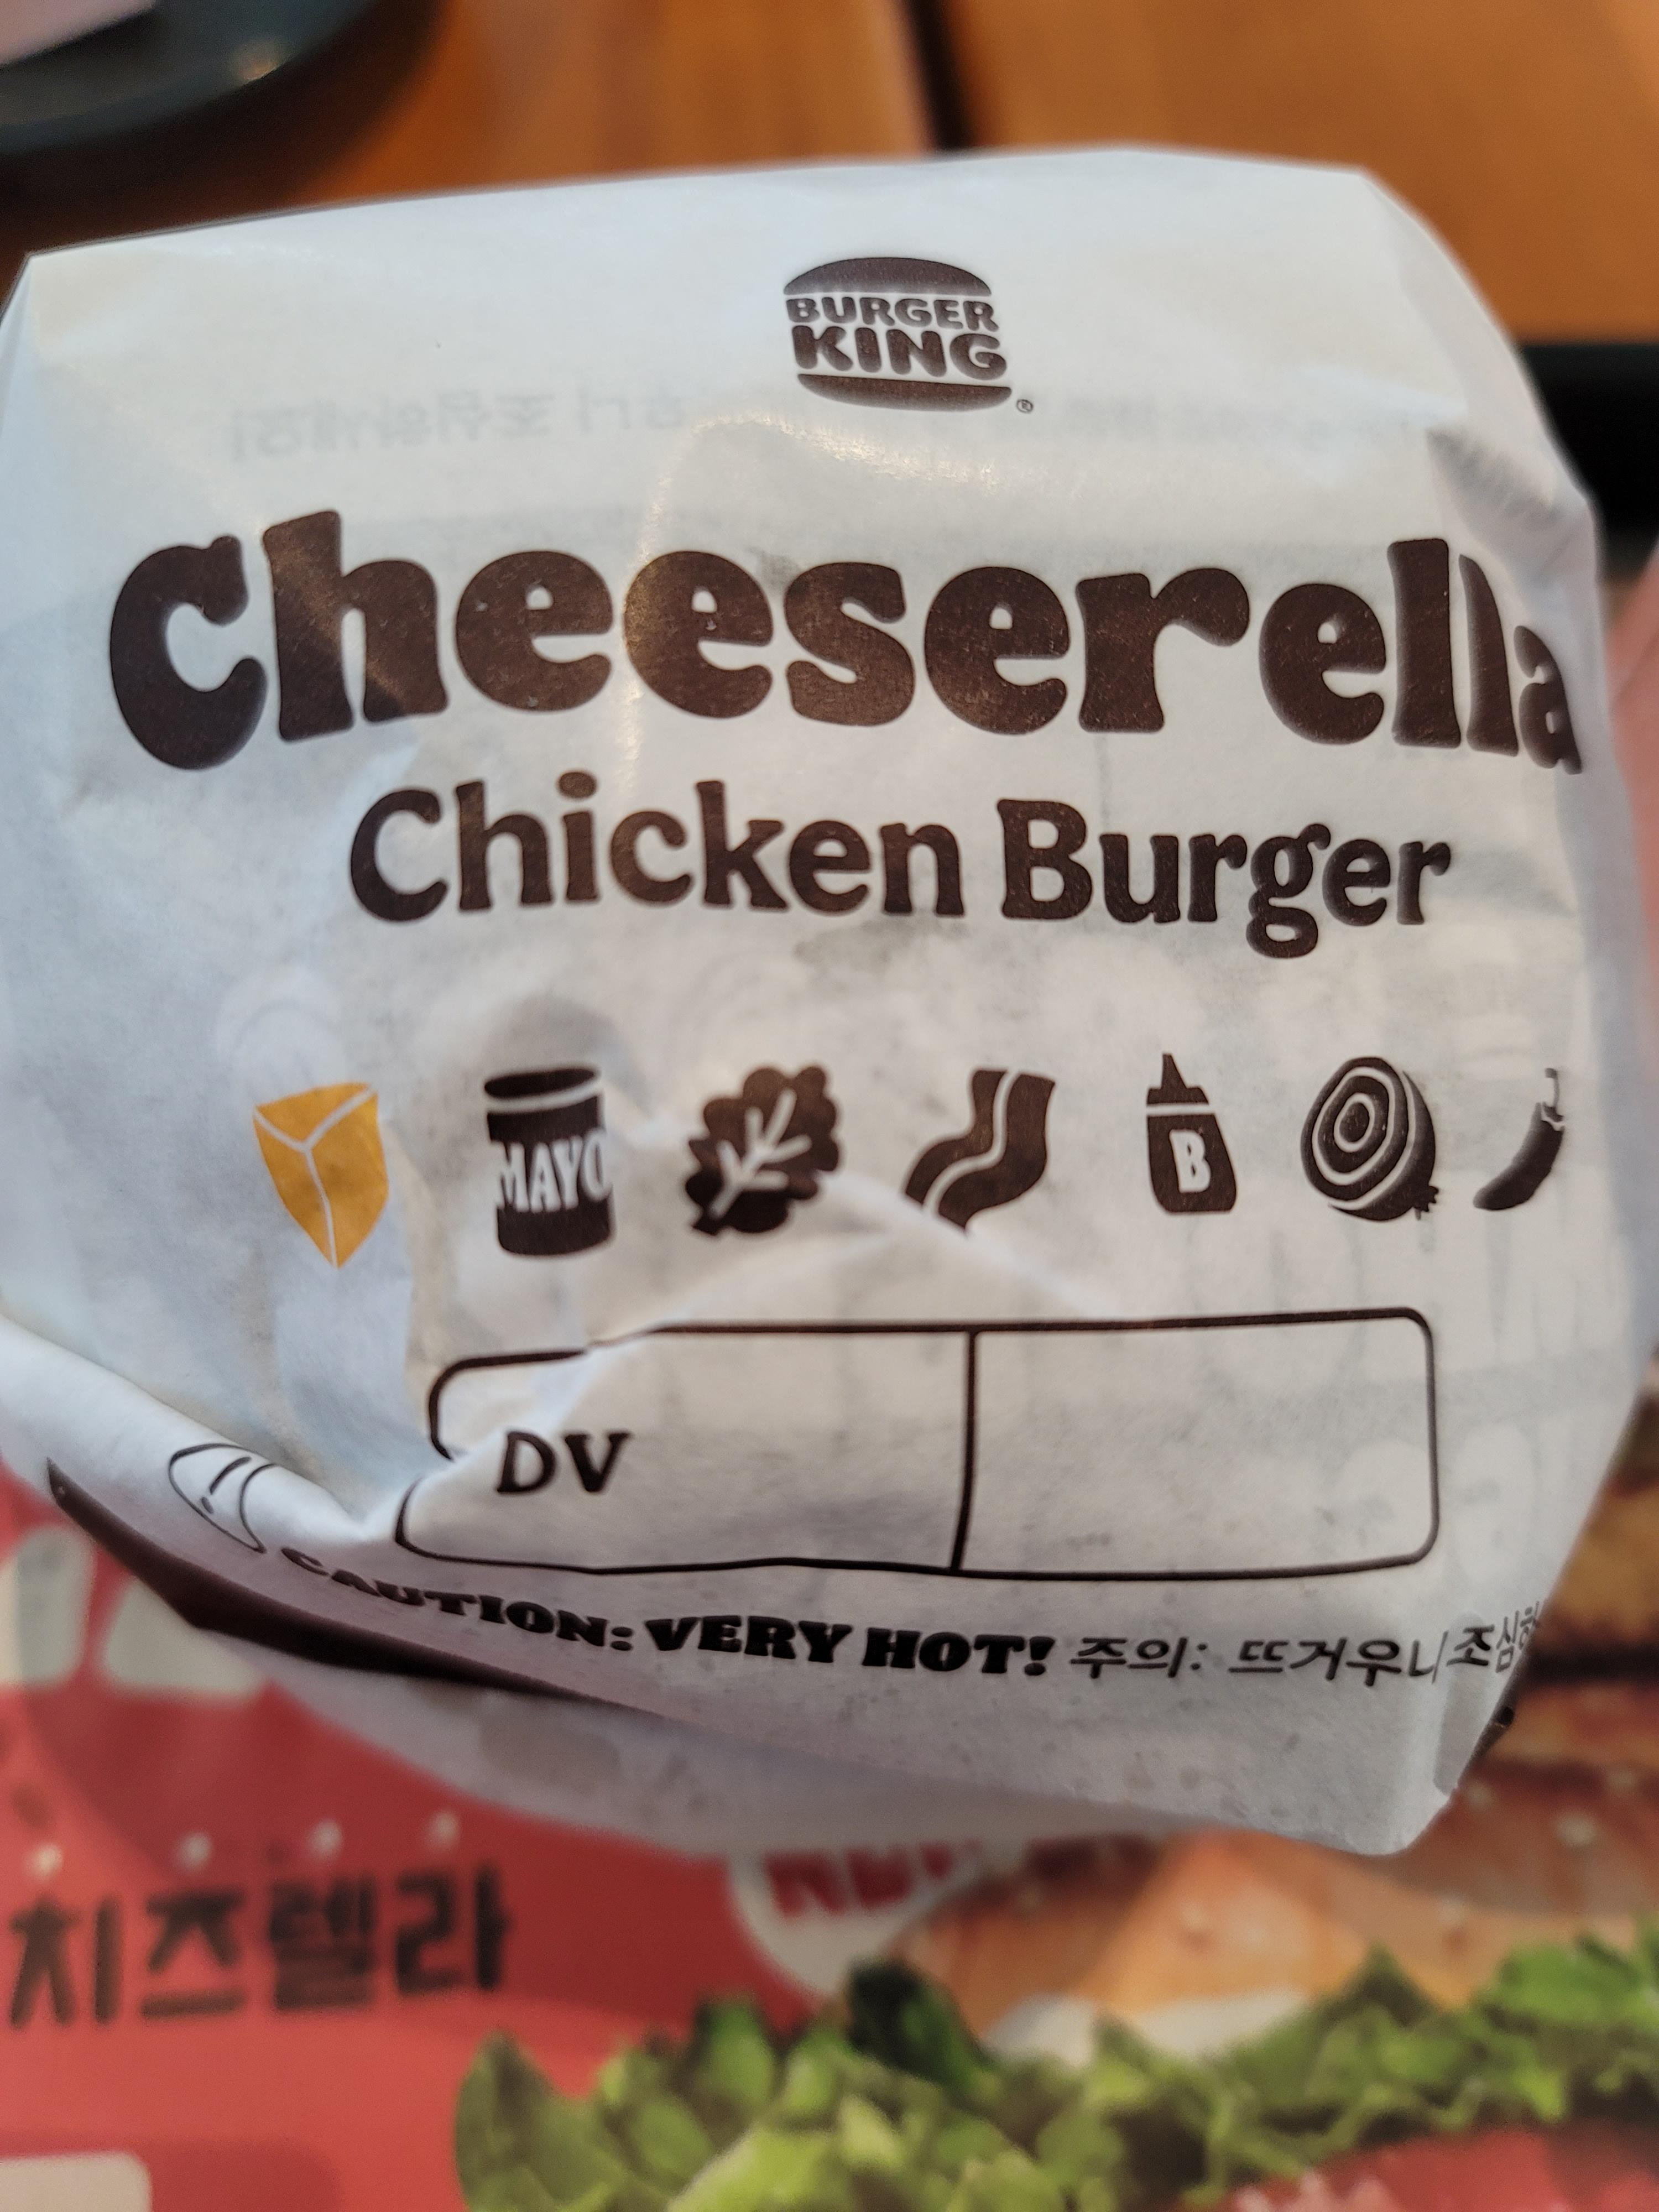 BURGER
KING
®
Cheeserella
Chicken Burger
MAYO
B
DV
CAUTION: VERY HOT! 주의: 뜨거우니 조심하
치즈렐라